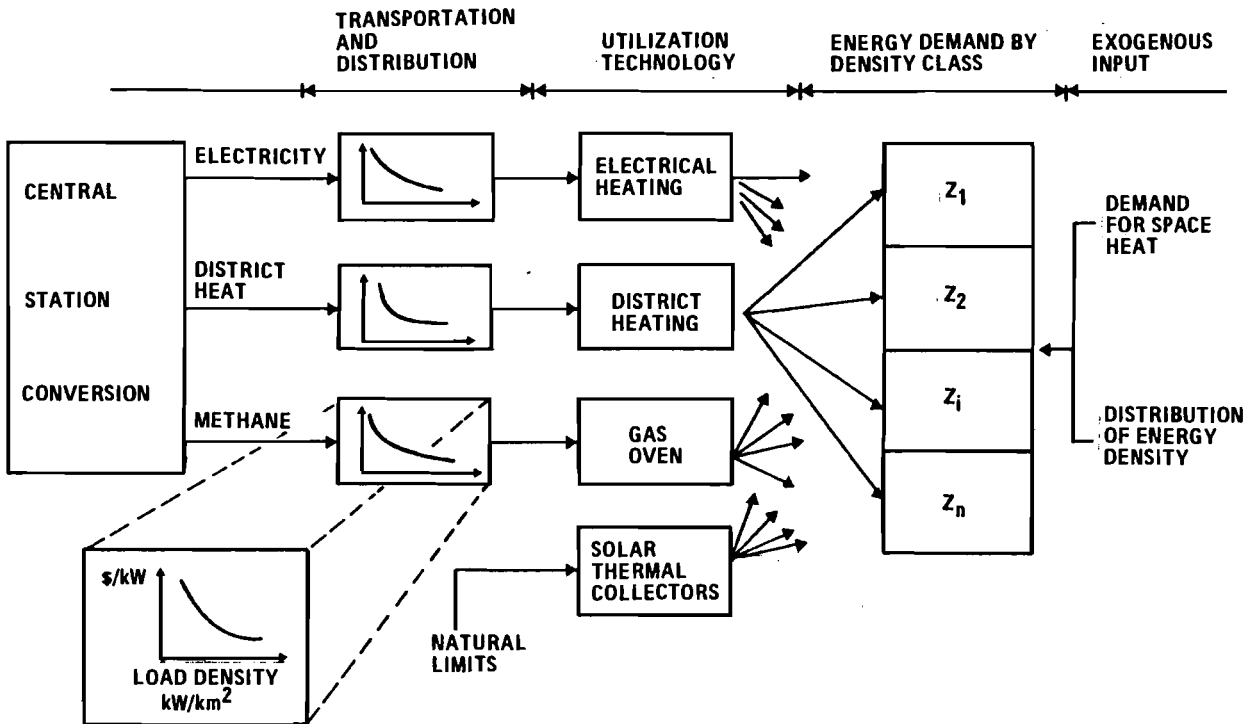 TRANSPORTATION
AND
DISTRIBUTION
UTILIZATION
TECHNOLOGY
ENERGY DEMAND BY
DENSITY CLASS
EXOGENOUS
INPUT
CENTRAL
STATION
CONVERSION
ELECTRICITY
DISTRICT
HEAT
METHANE
ELECTRICAL
HEATING
DISTRICT
HEATING
GAS
OVEN
SOLAR
THERMAL
COLLECTORS
NATURAL
LIMITS
Z₁
Z₂
Zᵢ
Zₙ
DEMAND
FOR SPACE
HEAT
DISTRIBUTION
OF ENERGY
DENSITY
$/kW
LOAD DENSITY
kW/km²